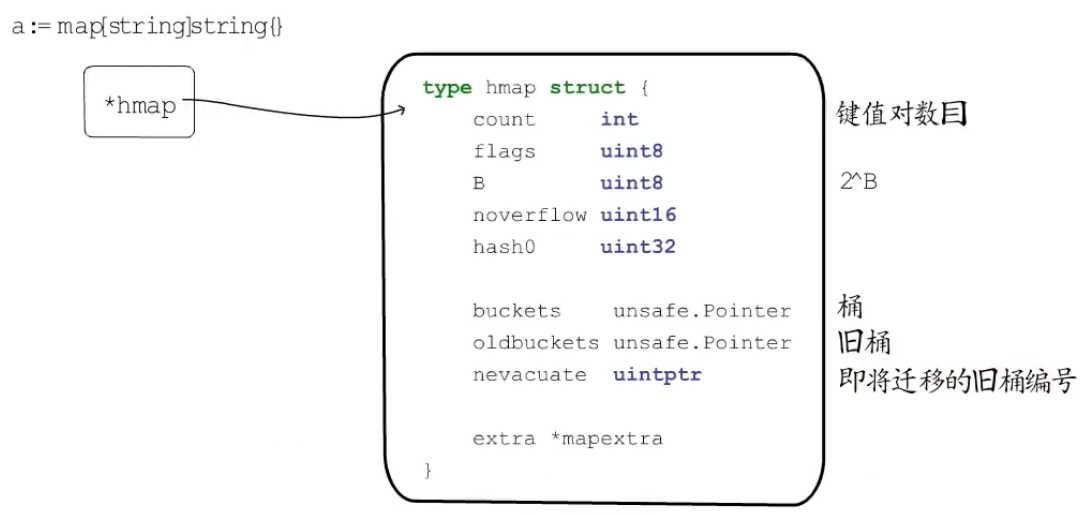 a := map[string]string{}
*hmap
type hmap struct {
count int 键值对数目
flags uint8
B uint8 2^B
noverflow uint16
hash0 uint32
buckets unsafe.Pointer 桶
oldbuckets unsafe.Pointer 旧桶
nevacuate uintptr 即将迁移的旧桶编号
extra *mapextra
}